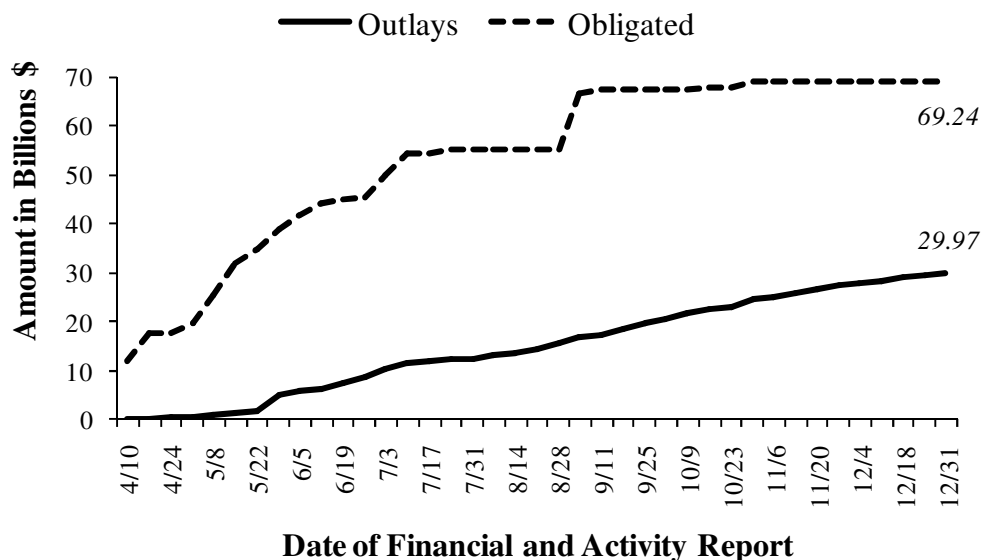 Outlays Obligated
Amount in Billions $
70
60
50
40
30
20
10
0
69.24
29.97
4/10 4/24 5/8 5/22 6/5 6/19 7/3 7/17 7/31 8/14 8/28 9/11 9/25 10/9 10/23 11/6 11/20 12/4 12/18 12/31
Date of Financial and Activity Report